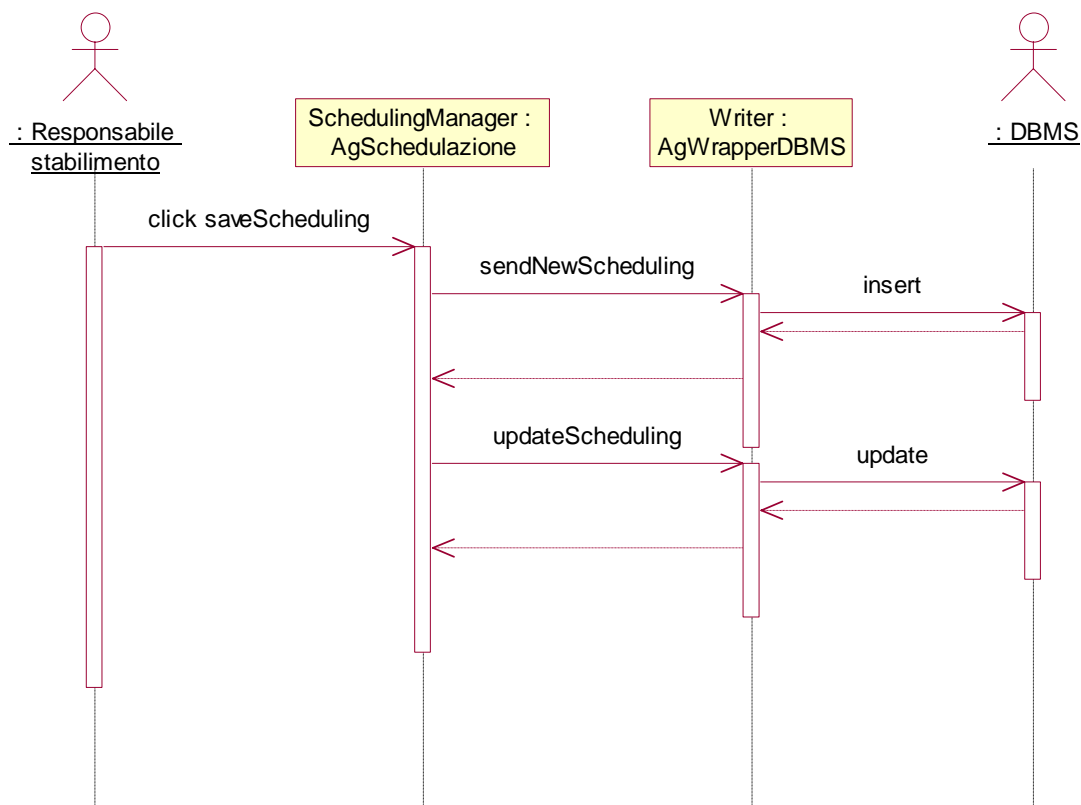 : Responsabile
stabilimento
SchedulingManager :
AgSchedulazione
Writer :
AgWrapperDBMS
: DBMS
click saveScheduling
sendNewScheduling
insert
updateScheduling
update